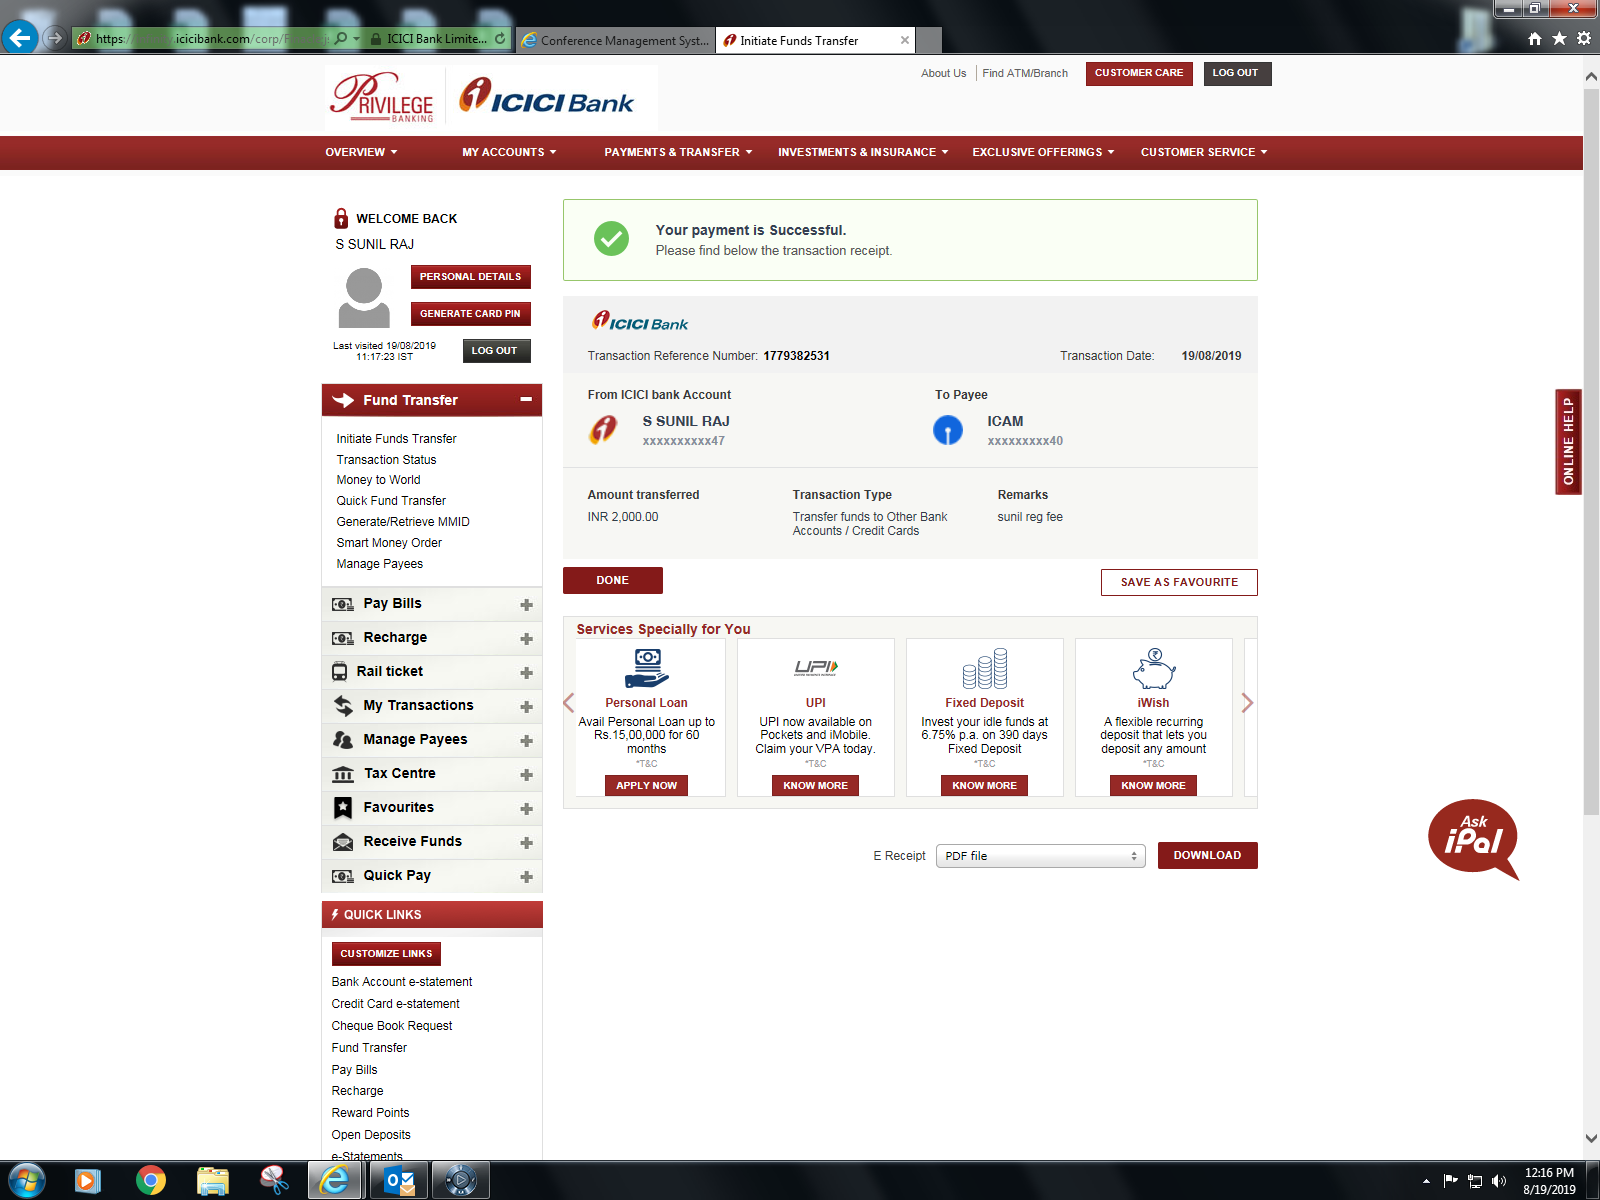 https://
.icicibank.com/corp/
ICICI Bank Limite...
Conference Management Syst...
Initiate Funds Transfer
PRIVILEGE
BANKING
ICICI Bank
About Us
Find ATM/Branch
CUSTOMER CARE
LOG OUT
OVERVIEW
MY ACCOUNTS
PAYMENTS & TRANSFER
INVESTMENTS & INSURANCE
EXCLUSIVE OFFERINGS
CUSTOMER SERVICE
WELCOME BACK
S SUNIL RAJ
PERSONAL DETAILS
GENERATE CARD PIN
Last visited 19/08/2019
11:17:23 IST
LOG OUT
Fund Transfer
Initiate Funds Transfer
Transaction Status
Money to World
Quick Fund Transfer
Generate/Retrieve MMID
Smart Money Order
Manage Payees
Pay Bills
Recharge
Rail ticket
My Transactions
Manage Payees
Tax Centre
Favourites
Receive Funds
Quick Pay
QUICK LINKS
CUSTOMIZE LINKS
Bank Account e-statement
Credit Card e-statement
Cheque Book Request
Fund Transfer
Pay Bills
Recharge
Reward Points
Open Deposits
e-Statements
Your payment is Successful.
Please find below the transaction receipt.
ICICI Bank
Transaction Reference Number: 1779382531
Transaction Date: 19/08/2019
From ICICI bank Account
To Payee
S SUNIL RAJ
xxxxxxxxxx47
ICAM
xxxxxxxxx40
Amount transferred
Transaction Type
Remarks
INR 2,000.00
Transfer funds to Other Bank
Accounts / Credit Cards
sunil reg fee
DONE
SAVE AS FAVOURITE
Services Specially for You
Personal Loan
Avail Personal Loan up to
Rs.15,00,000 for 60
months
*T&C
APPLY NOW
UPI
UPI
UPI now available on
Pockets and iMobile.
Claim your VPA today.
*T&C
KNOW MORE
Fixed Deposit
Invest your idle funds at
6.75% p.a. on 390 days
Fixed Deposit
*T&C
KNOW MORE
iWish
A flexible recurring
deposit that lets you
deposit any amount
*T&C
KNOW MORE
E Receipt
PDF file
DOWNLOAD
ONLINE HELP
Ask
iPal
12:16 PM
8/19/2019